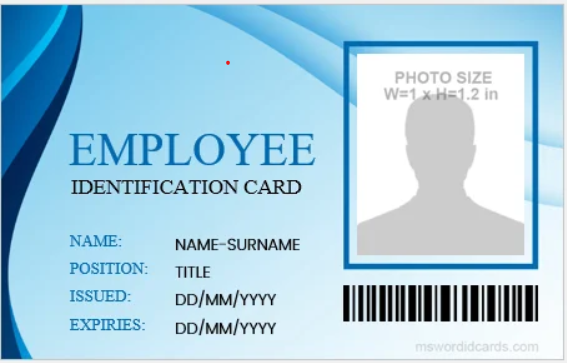 PHOTO SIZE
W=1 x H=1.2 in
EMPLOYEE
IDENTIFICATION CARD
NAME: NAME-SURNAME
POSITION: TITLE
ISSUED: DD/MM/YYYY
EXPIRIES: DD/MM/YYYY
mswordidcards.com